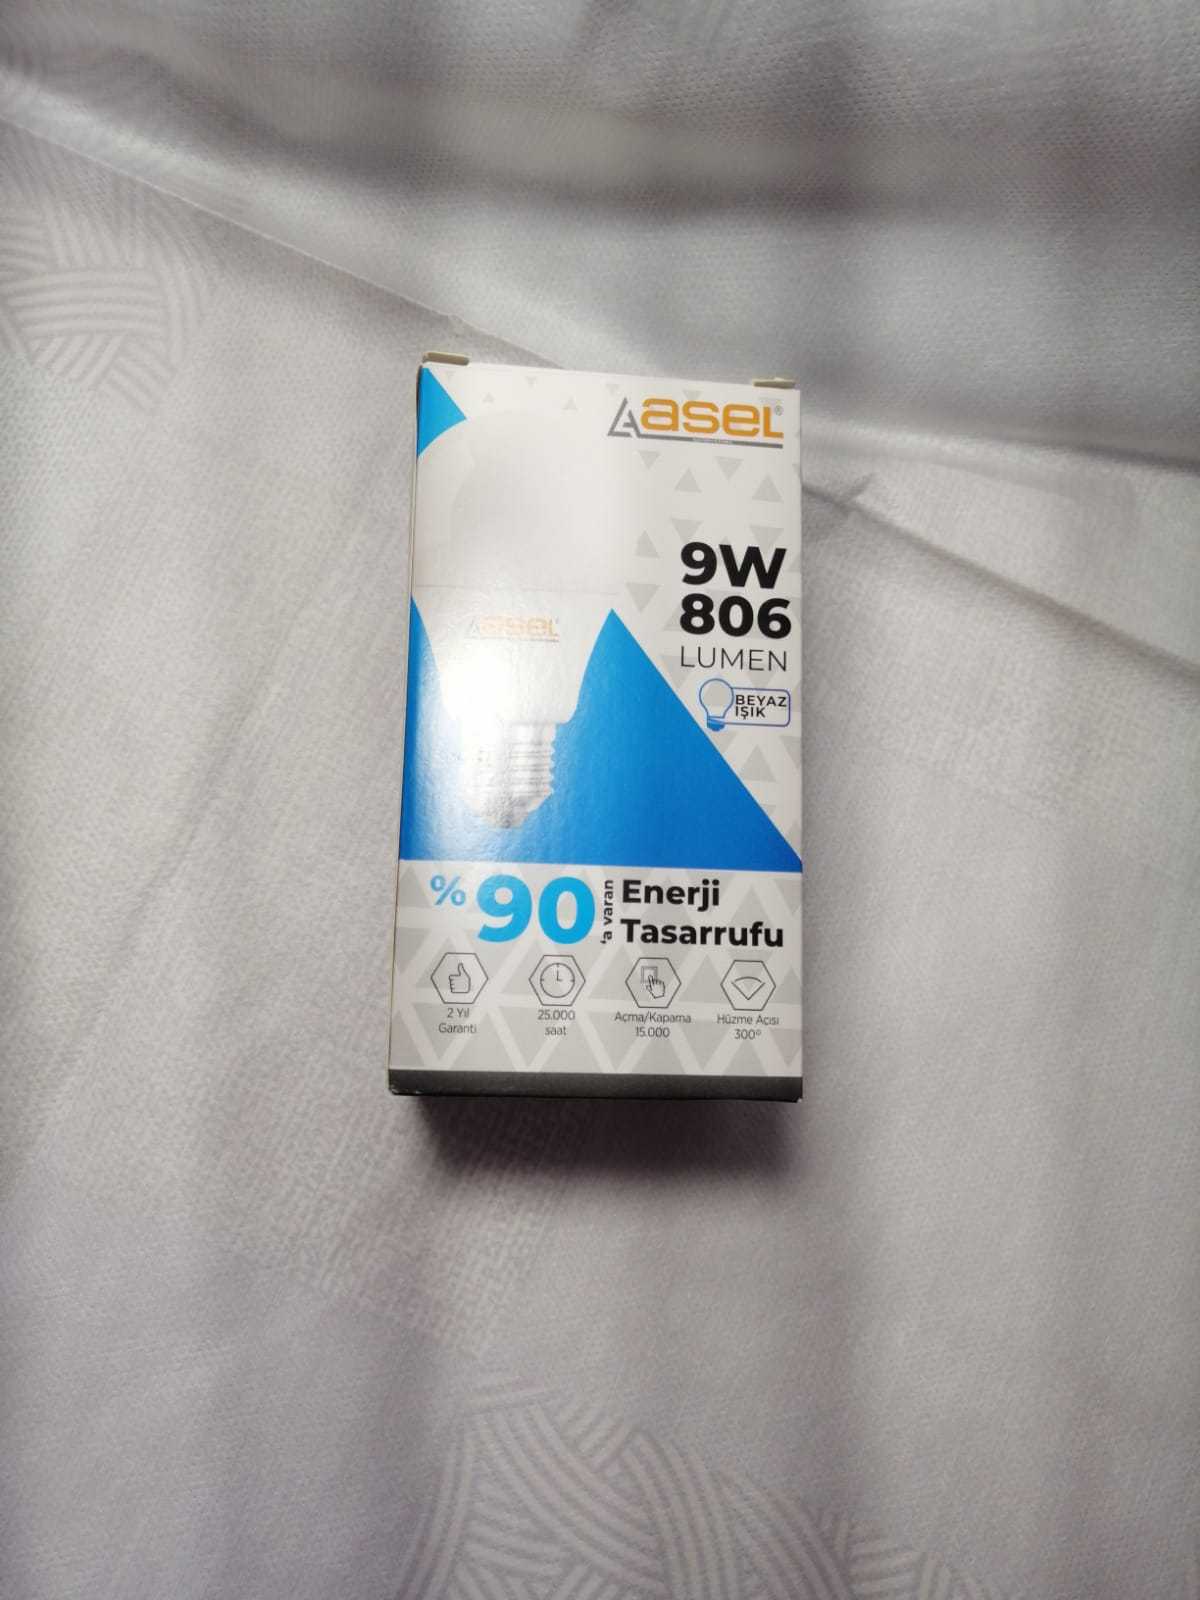 asel®
9W
806
LUMEN
BEYAZ
IŞIK
asel
%90 'a varan Enerji
Tasarrufu
2 Yıl
Garanti
25.000
saat
Açma/Kapama
15.000
Hüzme Açısı
300°